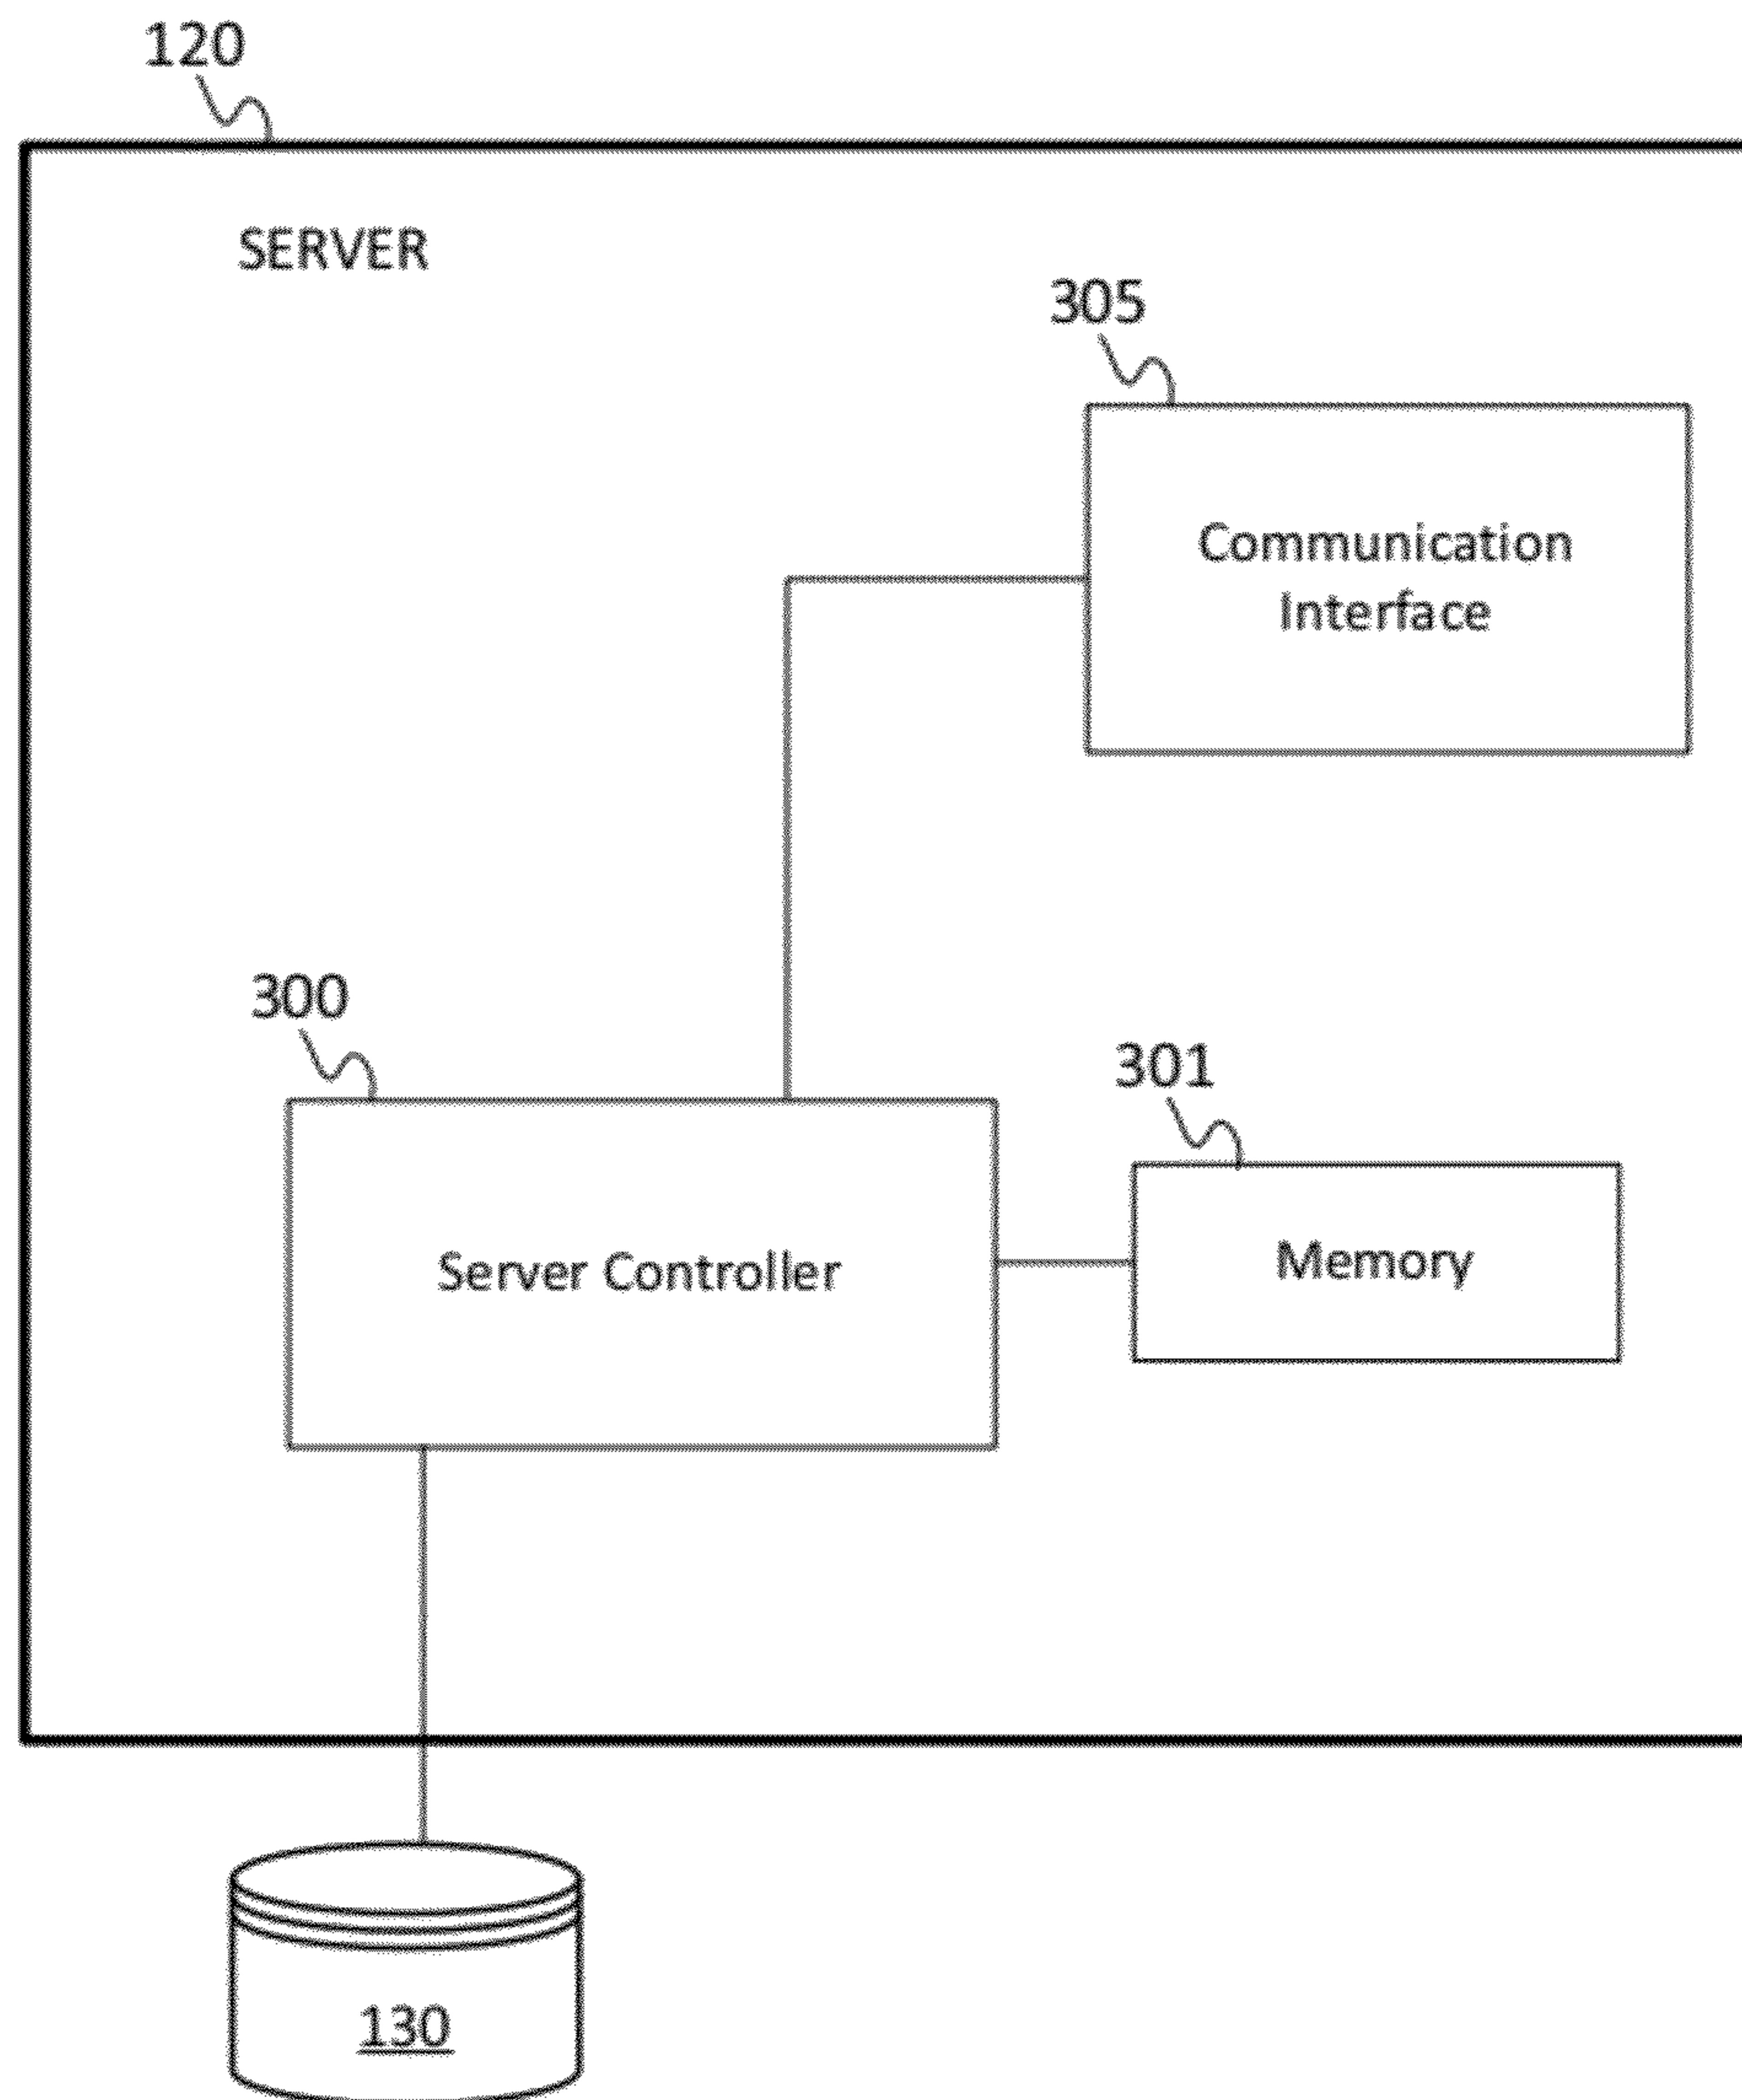 120
SERVER
305
Communication
Interface
300
301
Server Controller
Memory
130